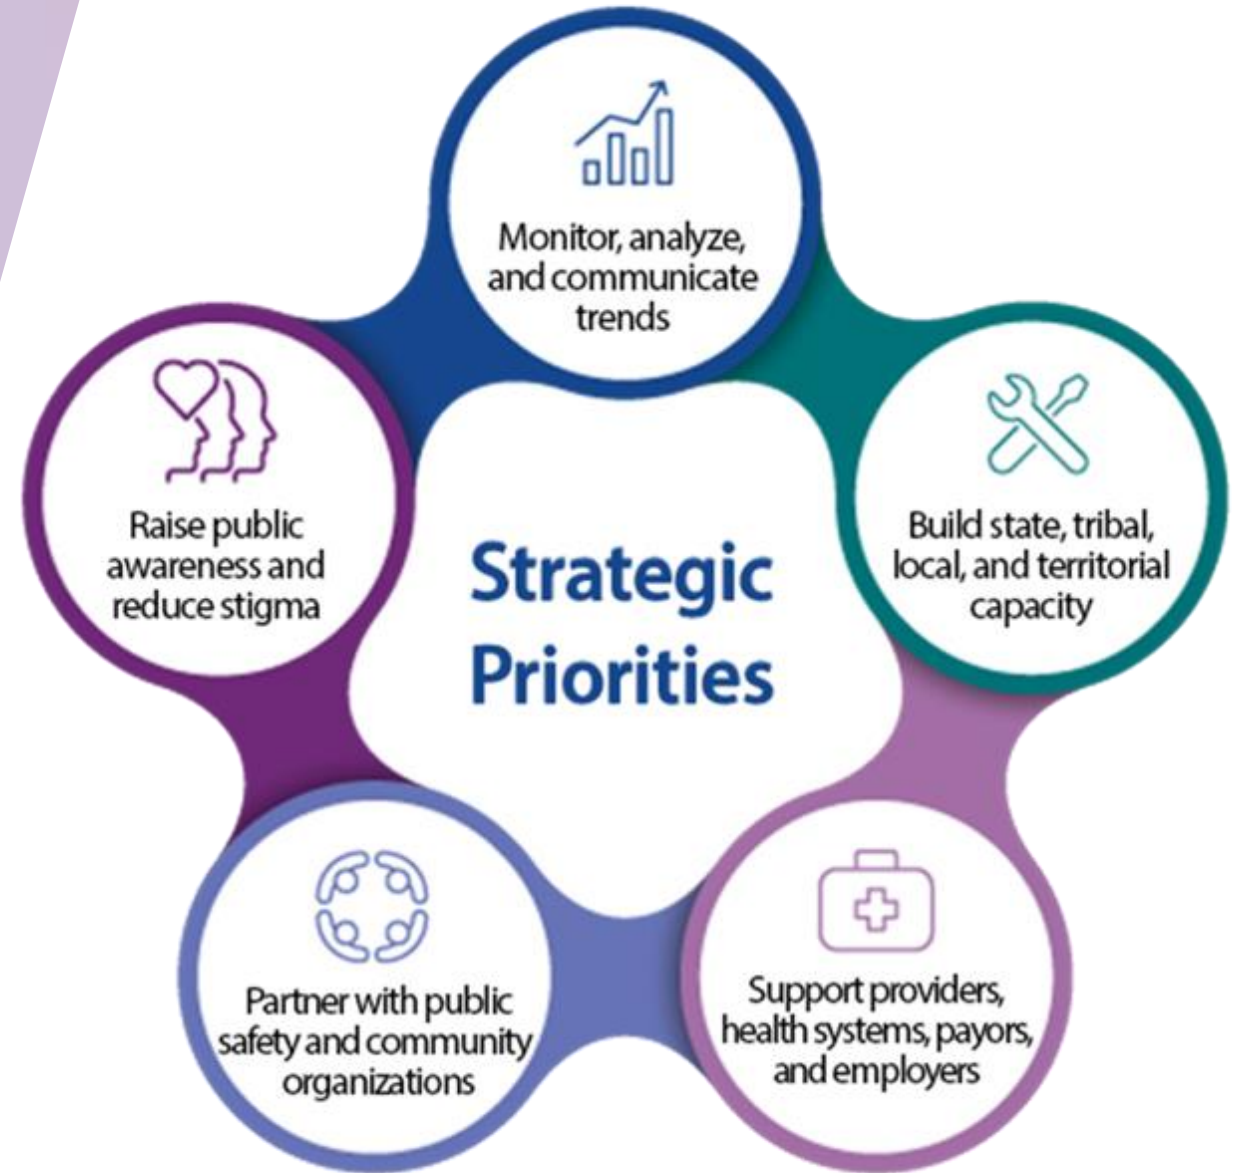 Monitor, analyze,
and communicate
trends
Build state, tribal,
local, and territorial
capacity
Support providers,
health systems, payors,
and employers
Partner with public
safety and community
organizations
Raise public
awareness and
reduce stigma
Strategic
Priorities